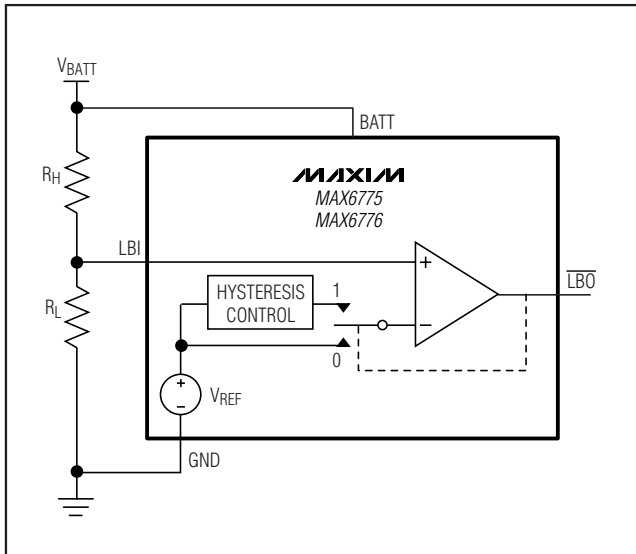 VBATT
BATT
RH
MAXIM
MAX6775
MAX6776
LBI
+
HYSTERESIS
CONTROL
1
LBO
−
RL
0
+
−
VREF
GND